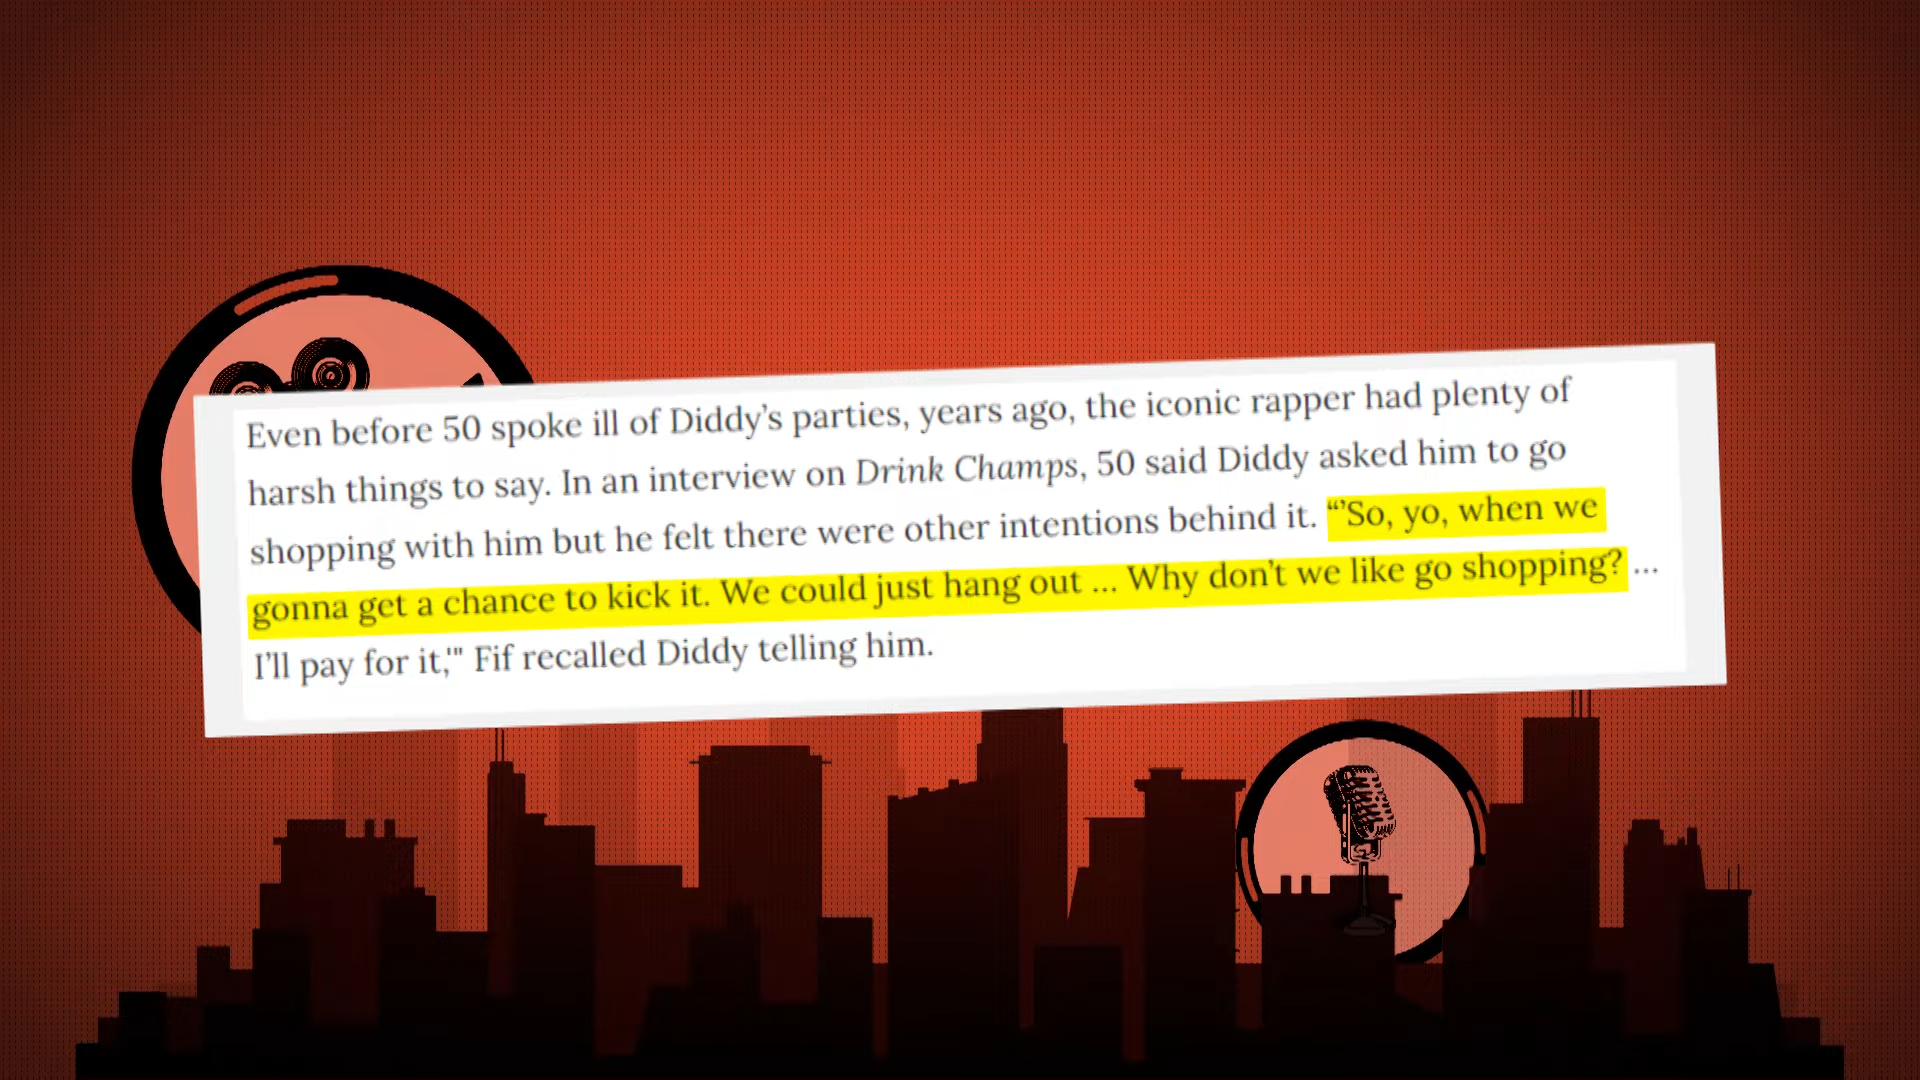 Even before 50 spoke ill of Diddy’s parties, years ago, the iconic rapper had plenty of
harsh things to say. In an interview on Drink Champs, 50 said Diddy asked him to go
shopping with him but he felt there were other intentions behind it. “’So, yo, when we
gonna get a chance to kick it. We could just hang out ... Why don’t we like go shopping? ...
I’ll pay for it,'" Fif recalled Diddy telling him.